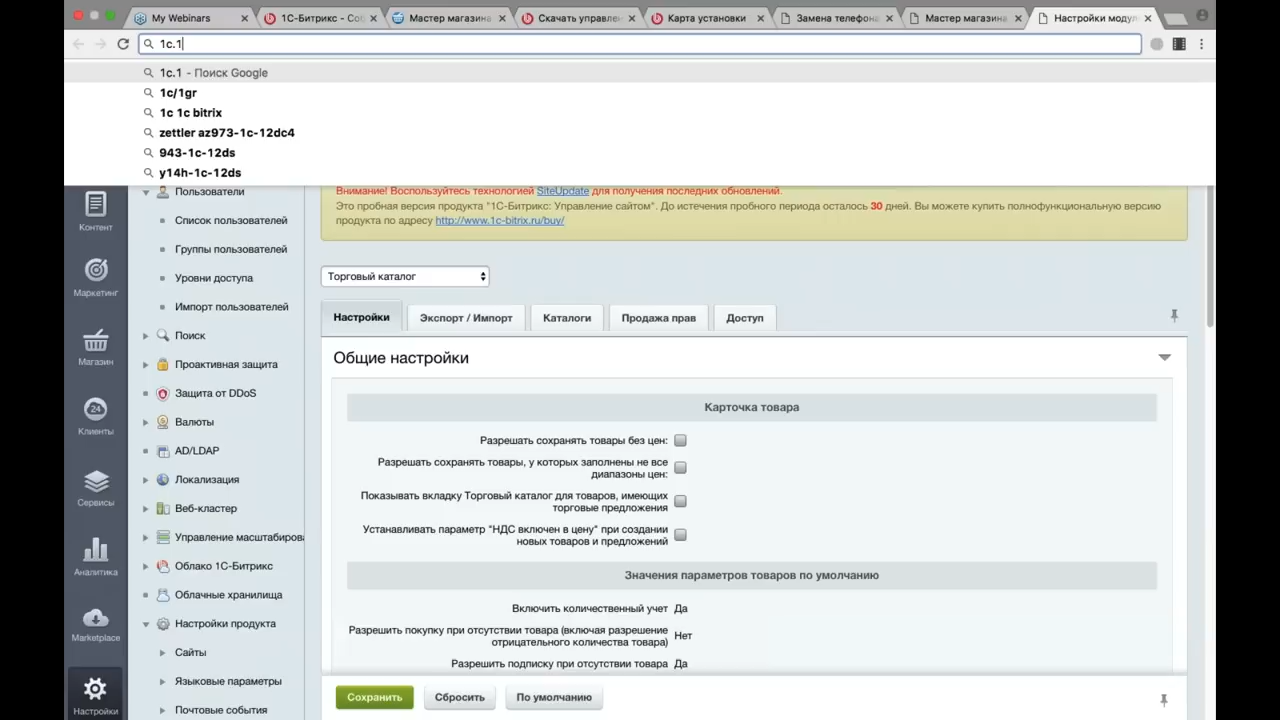 My Webinars
1С-Битрикс - Соц
Мастер магазина
Скачать управлен
Карта установки
Замена телефона
Мастер магазина
Настройки модул
1c.1
1c.1 - Поиск Google
1c/1gr
1c 1c bitrix
zettler az973-1c-12dc4
943-1c-12ds
y14h-1c-12ds
Контент
Маркетинг
Магазин
24
Клиенты
Сервисы
Аналитика
Marketplace
Настройки
Пользователи
Список пользователей
Группы пользователей
Уровни доступа
Импорт пользователей
Поиск
Проактивная защита
Защита от DDoS
Валюты
AD/LDAP
Локализация
Веб-кластер
Управление масштабирова
Облако 1С-Битрикс
Облачные хранилища
Настройки продукта
Сайты
Языковые параметры
Почтовые события
Внимание! Воспользуйтесь технологией SiteUpdate для получения последних обновлений.
Это пробная версия продукта "1С-Битрикс: Управление сайтом". До истечения пробного периода осталось 30 дней. Вы можете купить полнофункциональную версию
продукта по адресу http://www.1c-bitrix.ru/buy/
Торговый каталог
Настройки
Экспорт / Импорт
Каталоги
Продажа прав
Доступ
Общие настройки
Карточка товара
Разрешать сохранять товары без цен:
Разрешать сохранять товары, у которых заполнены не все
диапазоны цен:
Показывать вкладку Торговый каталог для товаров, имеющих
торговые предложения
Устанавливать параметр "НДС включен в цену" при создании
новых товаров и предложений
Значения параметров товаров по умолчанию
Включить количественный учет Да
Разрешить покупку при отсутствии товара (включая разрешение
отрицательного количества товара) Нет
Разрешить подписку при отсутствии товара Да
Сохранить
Сбросить
По умолчанию